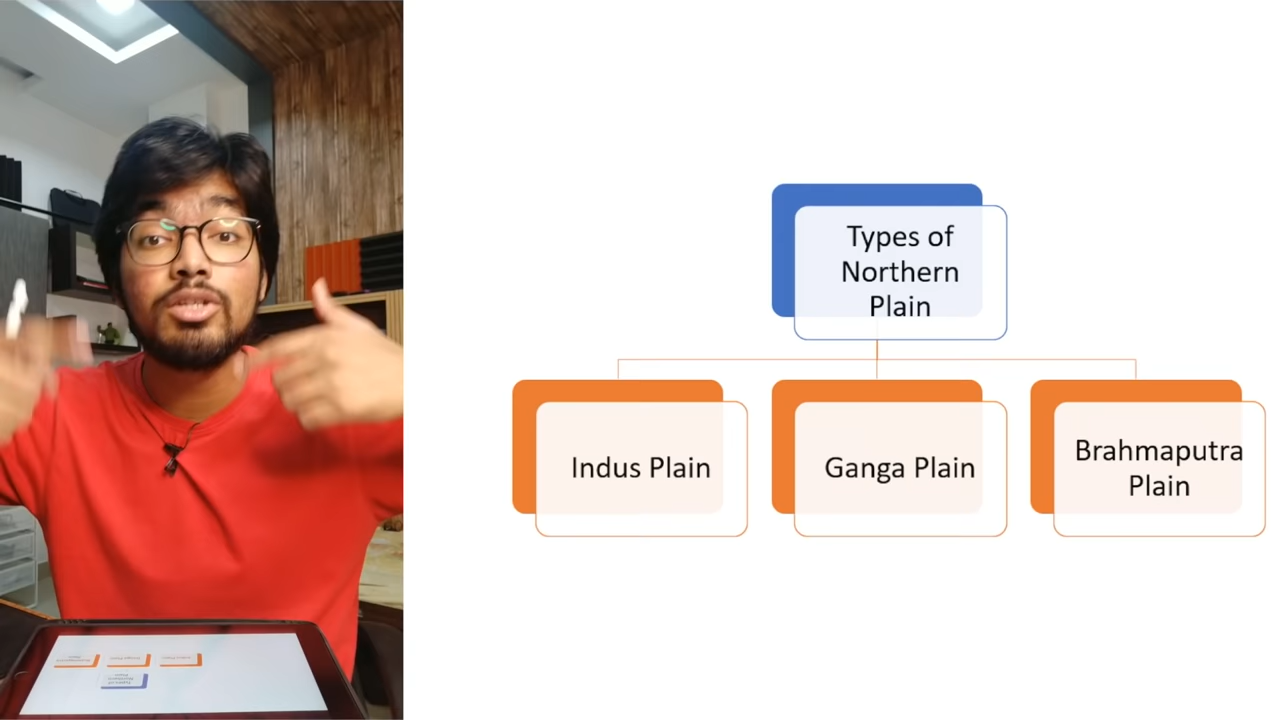 Types of
Northern
Plain
Indus Plain
Ganga Plain
Brahmaputra
Plain